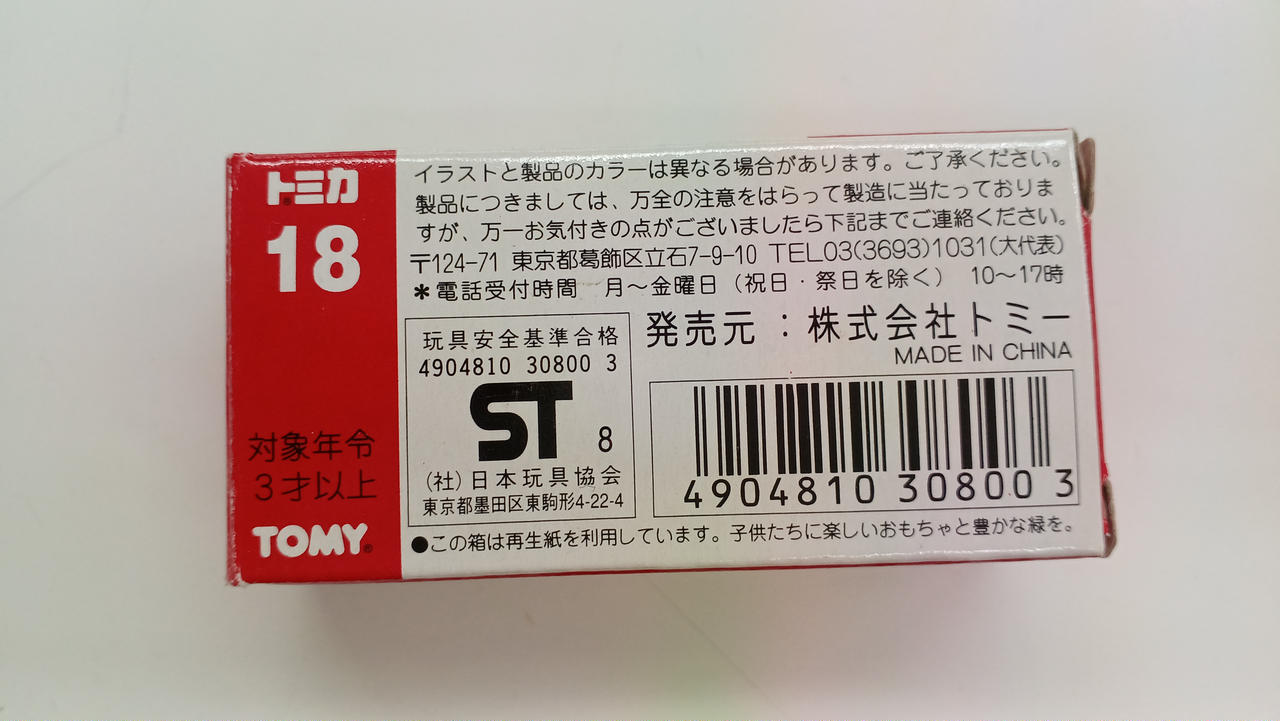 トミカ®
18
対象年令
3才以上
TOMY®
イラストと製品のカラーは異なる場合があります。ご了承ください。
製品につきましては、万全の注意をはらって製造に当たっておりま
すが、万一お気付きの点がございましたら下記までご連絡ください。
〒124-71 東京都葛飾区立石7-9-10 TEL03(3693)1031(大代表)
＊電話受付時間 月〜金曜日（祝日・祭日を除く） 10〜17時
玩具安全基準合格
4904810 30800 3
ST 8
(社)日本玩具協会
東京都墨田区東駒形4-22-4
発売元：株式会社トミー
MADE IN CHINA
4904810 30800 3
●この箱は再生紙を利用しています。子供たちに楽しいおもちゃと豊かな緑を。